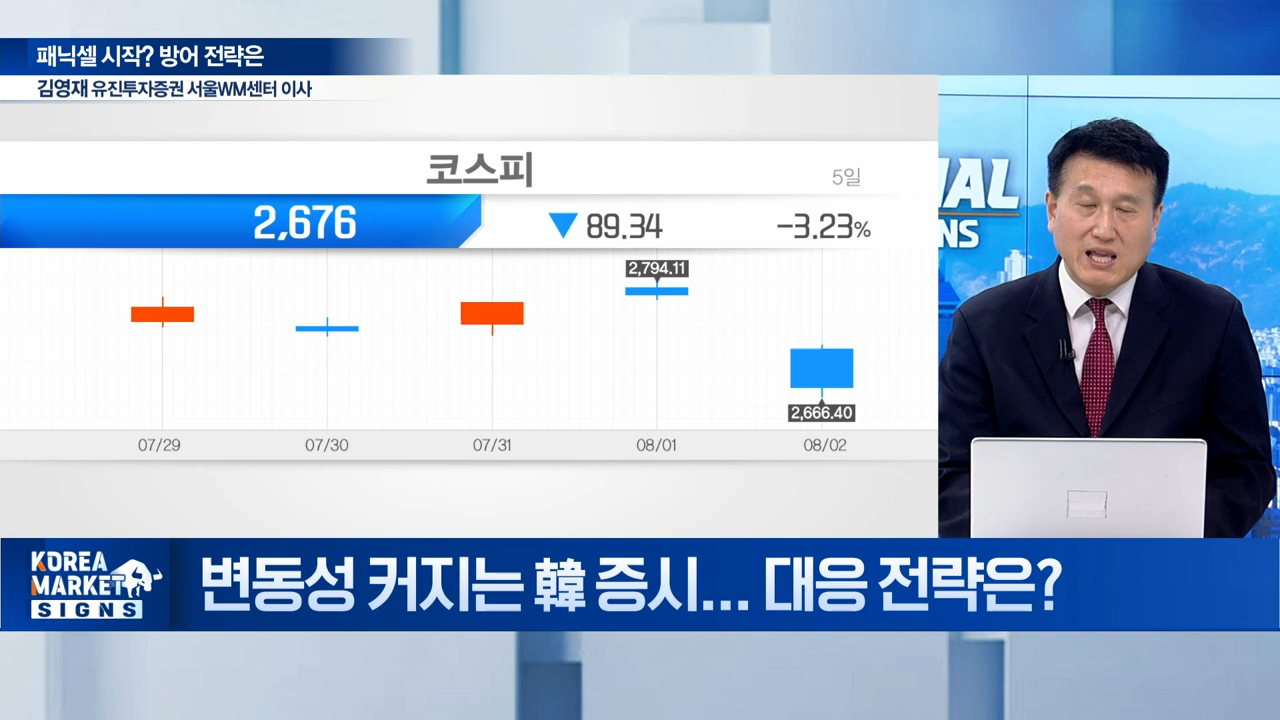 패닉셀 시작? 방어 전략은
김영재 유진투자증권 서울WM센터 이사
코스피
5일
2,676 ▼ 89.34 -3.23%
2,794.11
2,666.40
07/29 07/30 07/31 08/01 08/02
NAL
NS
KOREA
MARKET
SIGNS
변동성 커지는 韓 증시... 대응 전략은?